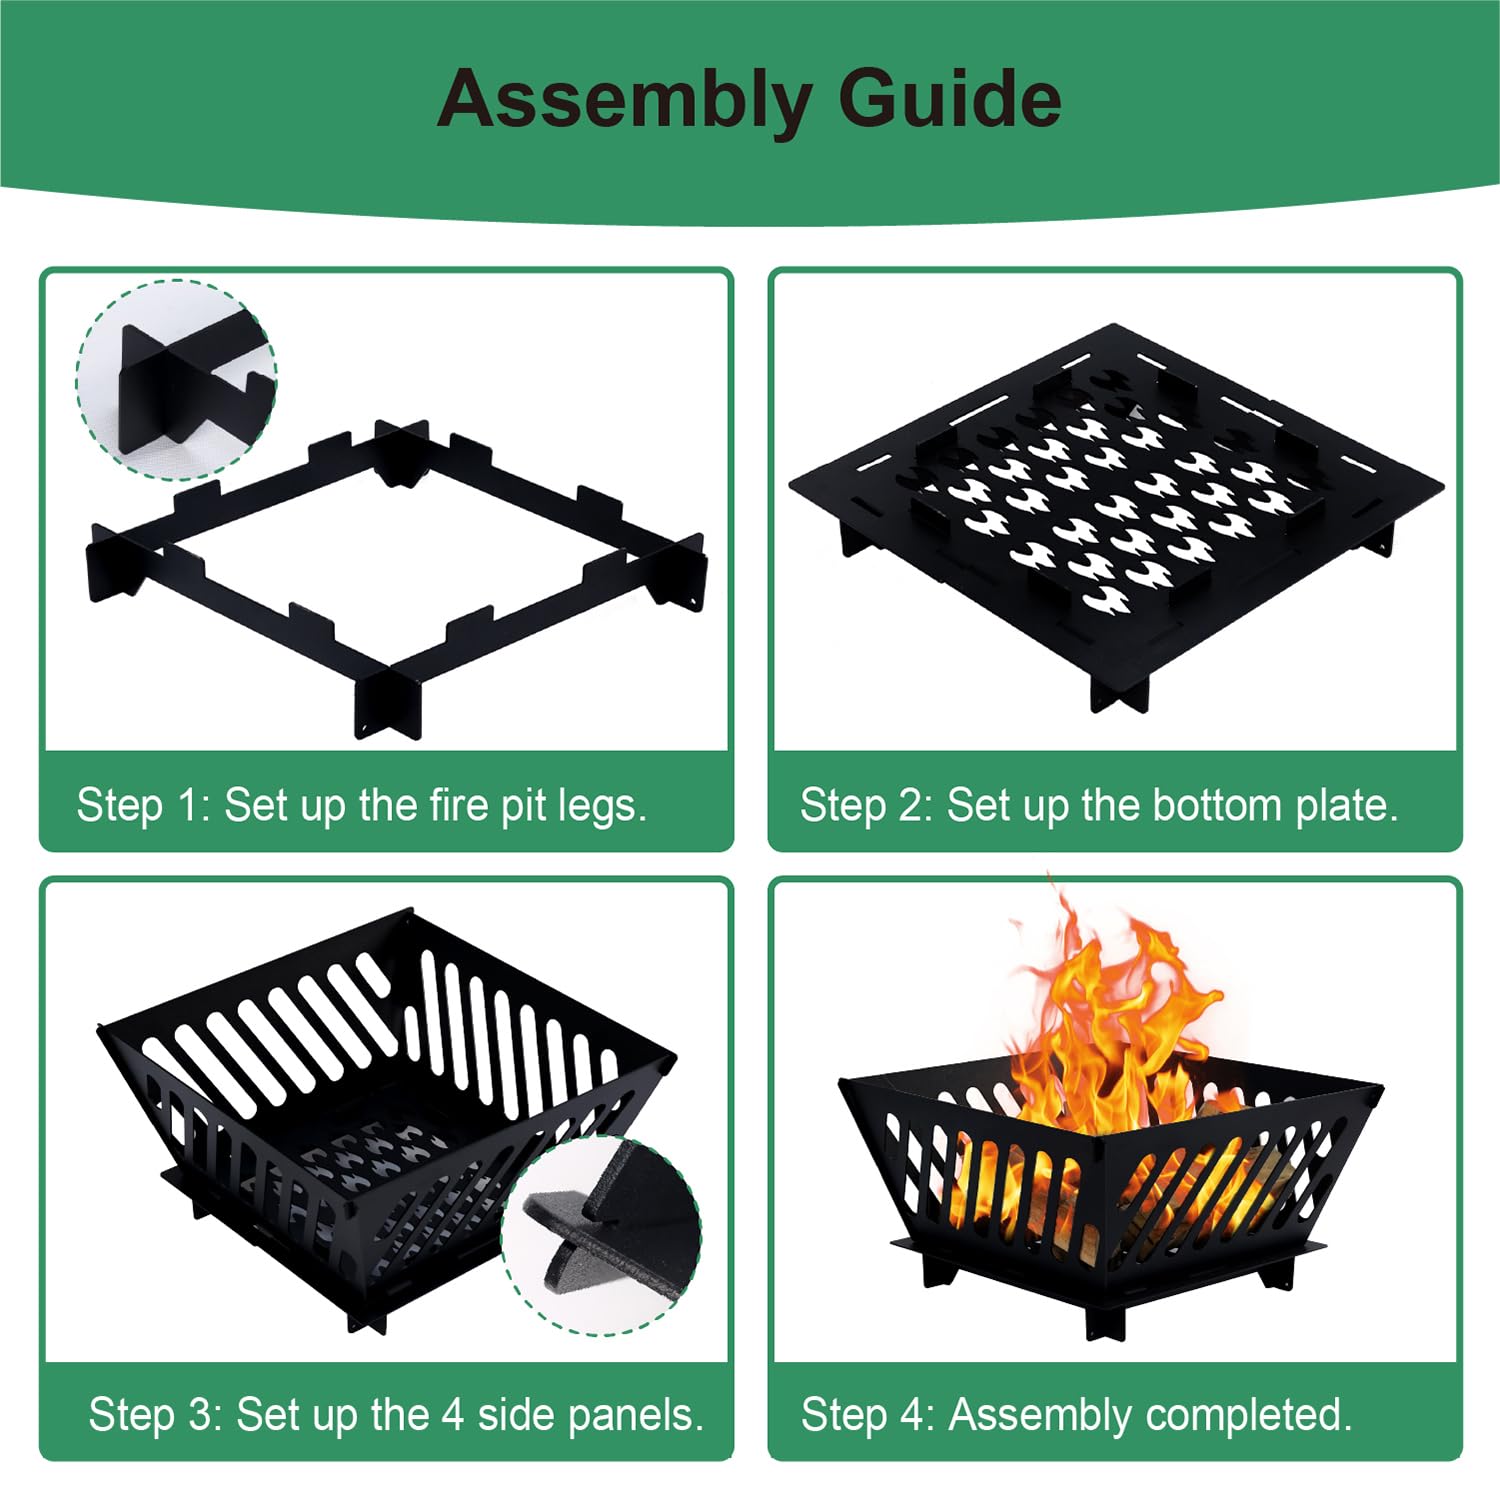 Assembly Guide
Step 1: Set up the fire pit legs.
Step 2: Set up the bottom plate.
Step 3: Set up the 4 side panels.
Step 4: Assembly completed.